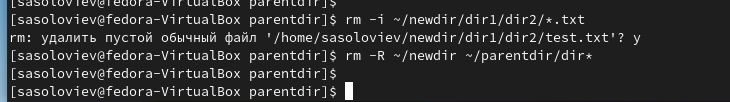 [sasoloviev@fedora-VirtualBox parentdir]$
[sasoloviev@fedora-VirtualBox parentdir]$ rm -i ~/newdir/dir1/dir2/*.txt
rm: удалить пустой обычный файл '/home/sasoloviev/newdir/dir1/dir2/test.txt'? y
[sasoloviev@fedora-VirtualBox parentdir]$ rm -R ~/newdir ~/parentdir/dir*
[sasoloviev@fedora-VirtualBox parentdir]$
[sasoloviev@fedora-VirtualBox parentdir]$